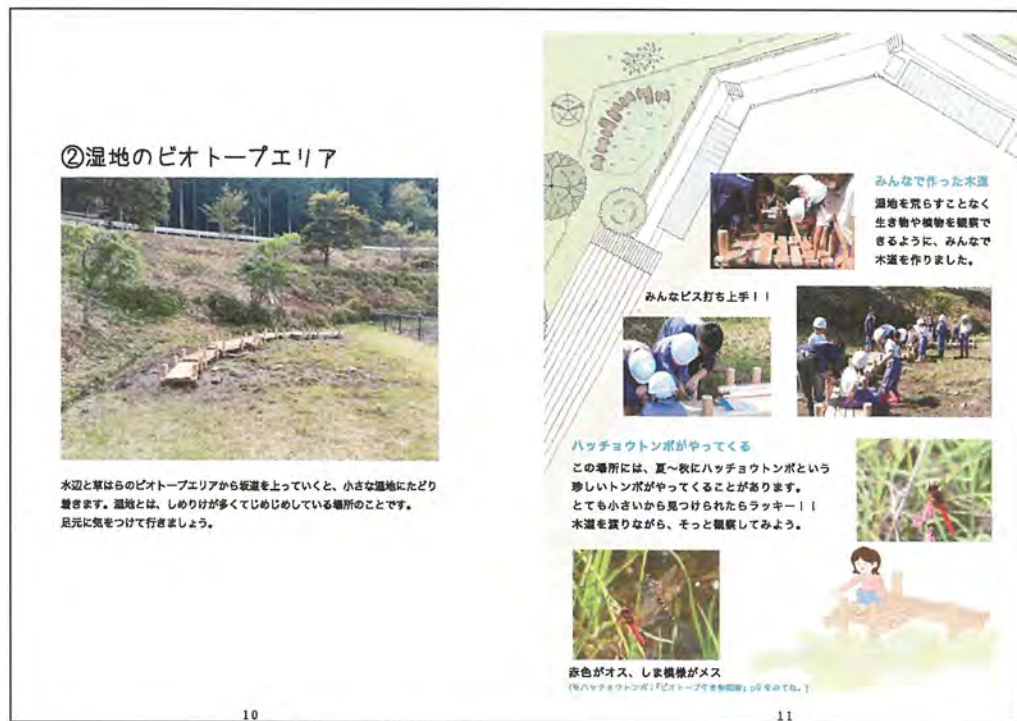 ②湿地のビオトープエリア
水辺と草はらのビオトープエリアから坂道を上っていくと、小さな湿地にたどり
着きます。湿地とは、しめりけが多くてじめじめしている場所のことです。
足元に気をつけて行きましょう。
10
みんなで作った木道
湿地を荒らすことなく
生き物や植物を観察で
きるように、みんなで
木道を作りました。
みんなビス打ち上手！！
ハッチョウトンボがやってくる
この場所には、夏～秋にハッチョウトンボという
珍しいトンボがやってくることがあります。
とても小さいから見つけられたらラッキー！！
木道を渡りながら、そっと観察してみよう。
赤色がオス、しま模様がメス
11